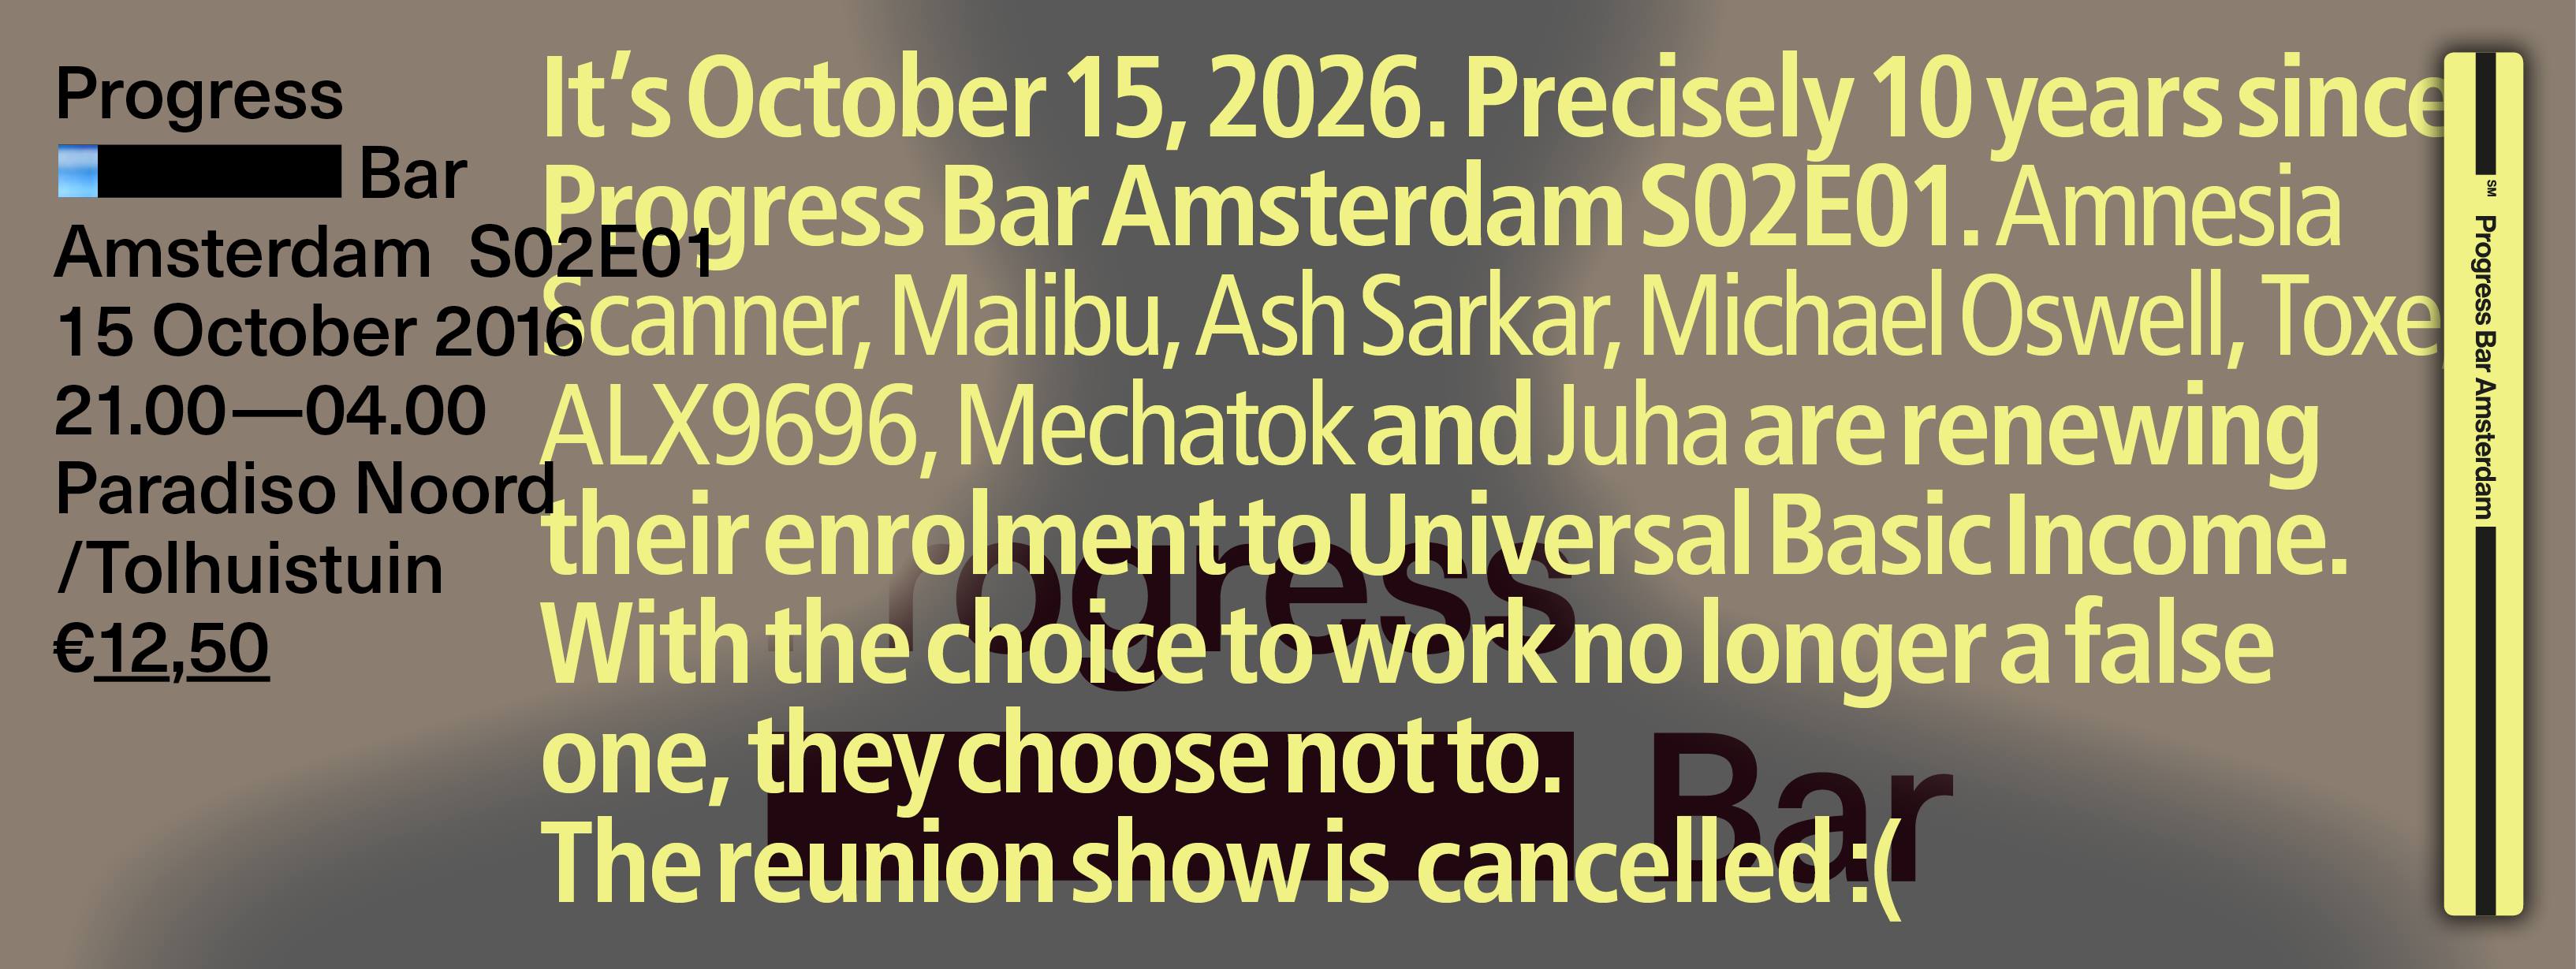 Progress
Bar
Amsterdam S02E01
15 October 2016
21.00—04.00
Paradiso Noord
/Tolhuistuin
€12,50
It’s October 15, 2026. Precisely 10 years since
Progress Bar Amsterdam S02E01. Amnesia
Scanner, Malibu, Ash Sarkar, Michael Oswell, Toxe,
ALX9696, Mechatok and Juha are renewing
their enrolment to Universal Basic Income.
With the choice to work no longer a false
one, they choose not to.
The reunion show is cancelled :(
rogress
Bar
SM Progress Bar Amsterdam